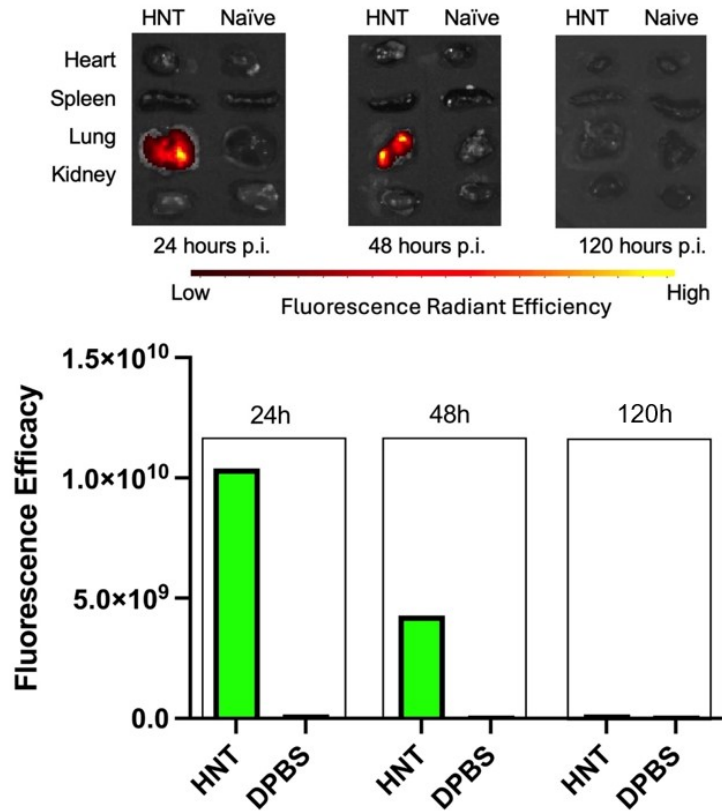 HNT Naïve HNT Naïve HNT Naive
Heart
Spleen
Lung
Kidney
24 hours p.i. 48 hours p.i. 120 hours p.i.
Low High
Fluorescence Radiant Efficiency
Fluorescence Efficacy
1.5×10¹⁰
24h 48h 120h
1.0×10¹⁰
5.0×10⁹
0.0
HNT DPBS HNT DPBS HNT DPBS